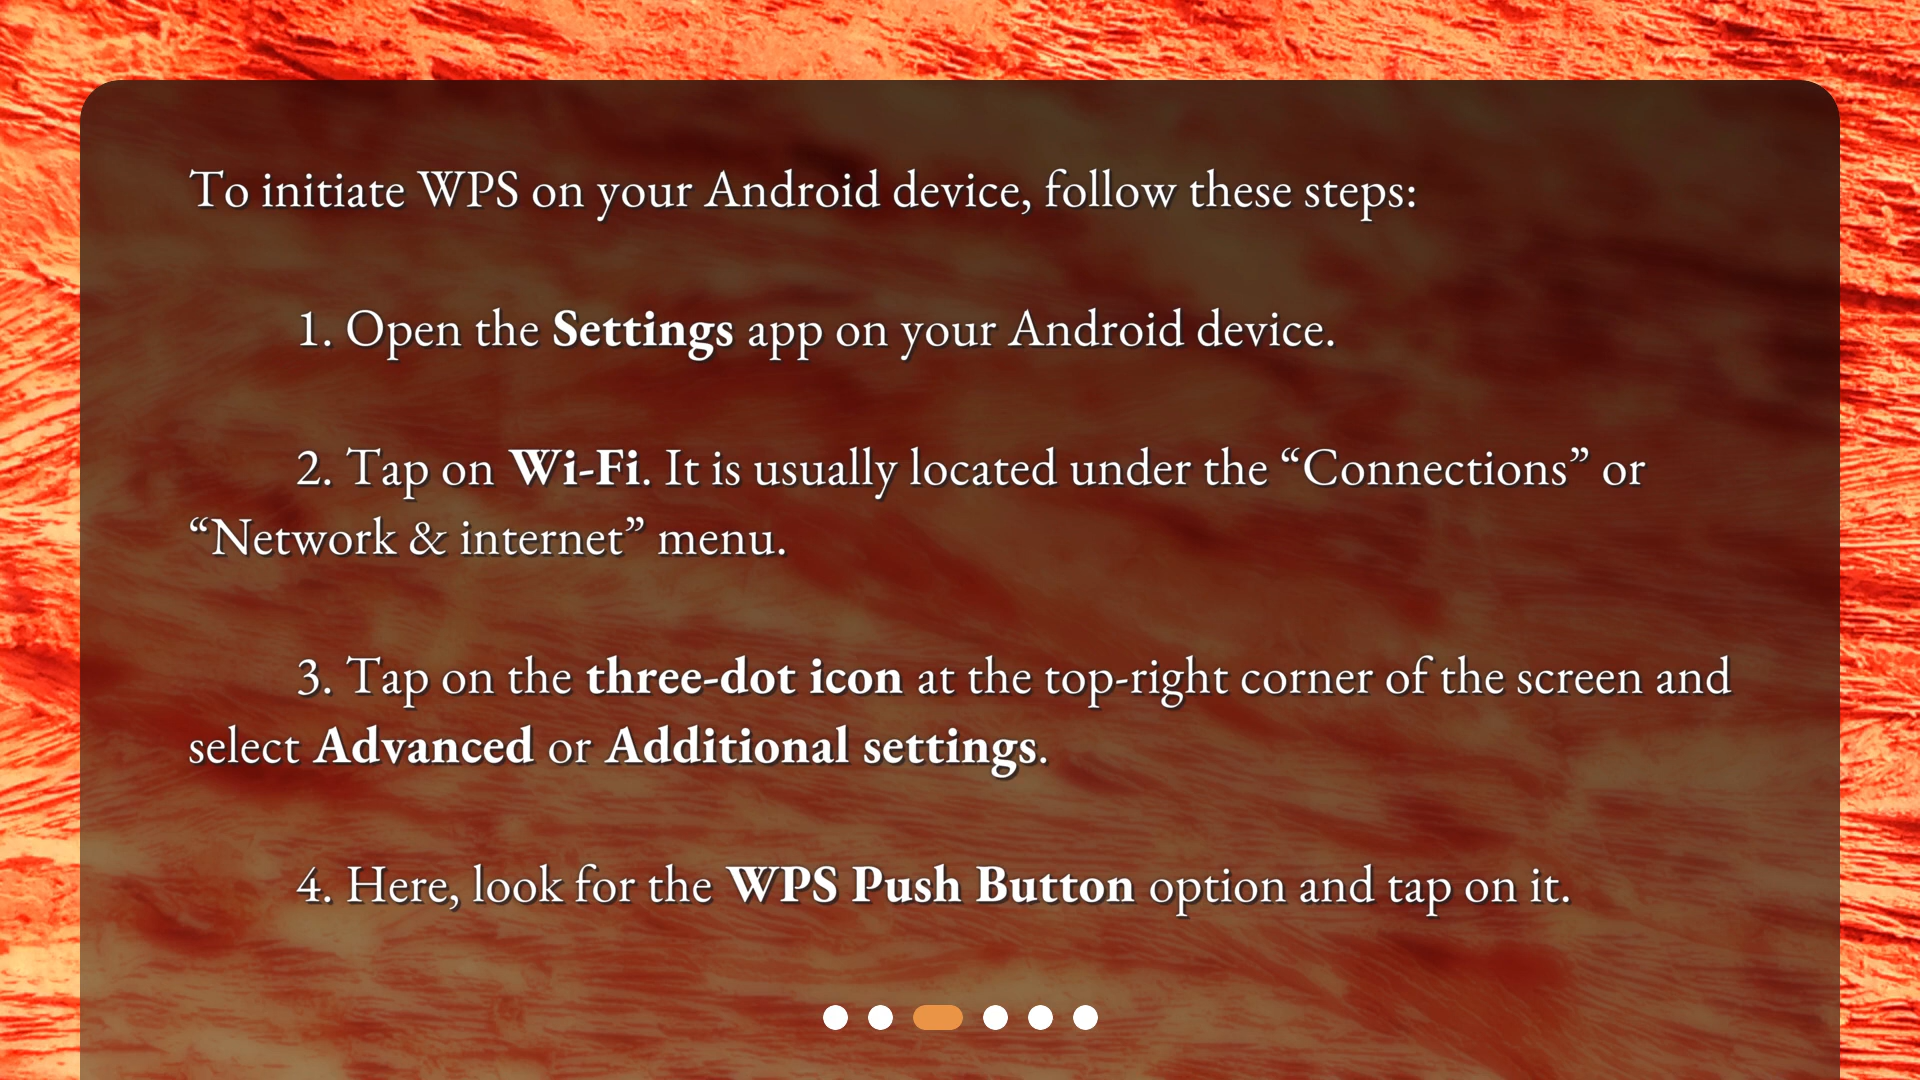 To initiate WPS on your Android device, follow these steps:
1. Open the Settings app on your Android device.
2. Tap on Wi-Fi. It is usually located under the “Connections” or
“Network & internet” menu.
3. Tap on the three-dot icon at the top-right corner of the screen and
select Advanced or Additional settings.
4. Here, look for the WPS Push Button option and tap on it.